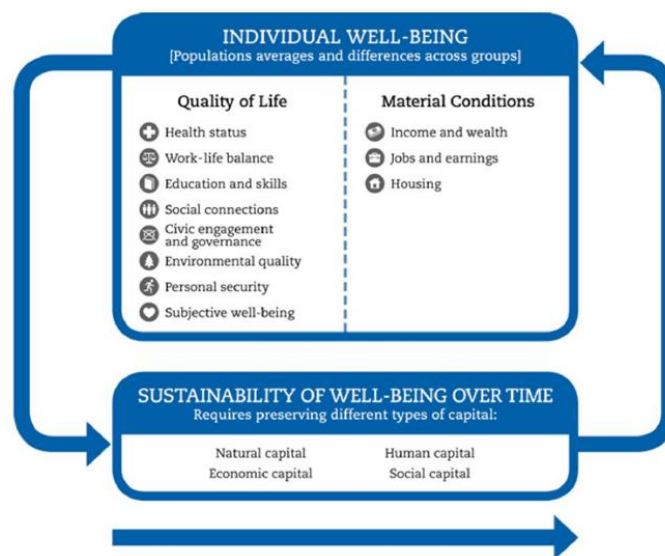 INDIVIDUAL WELL-BEING
[Populations averages and differences across groups]
Quality of Life
Health status
Work-life balance
Education and skills
Social connections
Civic engagement
and governance
Environmental quality
Personal security
Subjective well-being
Material Conditions
Income and wealth
Jobs and earnings
Housing
SUSTAINABILITY OF WELL-BEING OVER TIME
Requires preserving different types of capital:
Natural capital
Human capital
Economic capital
Social capital